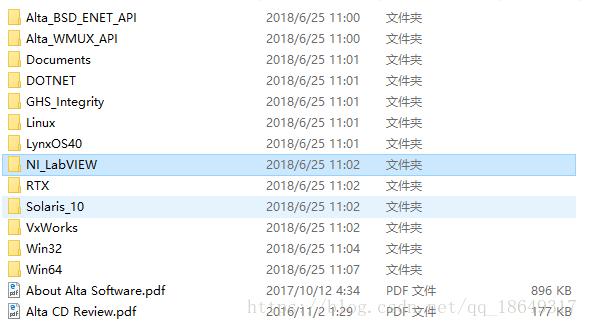 Alta_BSD_ENET_API 2018/6/25 11:00 文件夹
Alta_WMUX_API 2018/6/25 11:00 文件夹
Documents 2018/6/25 11:01 文件夹
DOTNET 2018/6/25 11:01 文件夹
GHS_Integrity 2018/6/25 11:01 文件夹
Linux 2018/6/25 11:01 文件夹
LynxOS40 2018/6/25 11:01 文件夹
NI_LabVIEW 2018/6/25 11:02 文件夹
RTX 2018/6/25 11:02 文件夹
Solaris_10 2018/6/25 11:02 文件夹
VxWorks 2018/6/25 11:02 文件夹
Win32 2018/6/25 11:04 文件夹
Win64 2018/6/25 11:07 文件夹
About Alta Software.pdf 2017/10/12 4:34 PDF 文件 896 KB
Alta CD Review.pdf 2016/11/2 1:29 PDF 文件 177 KB
https://blog.csdn.net/qq_18649317